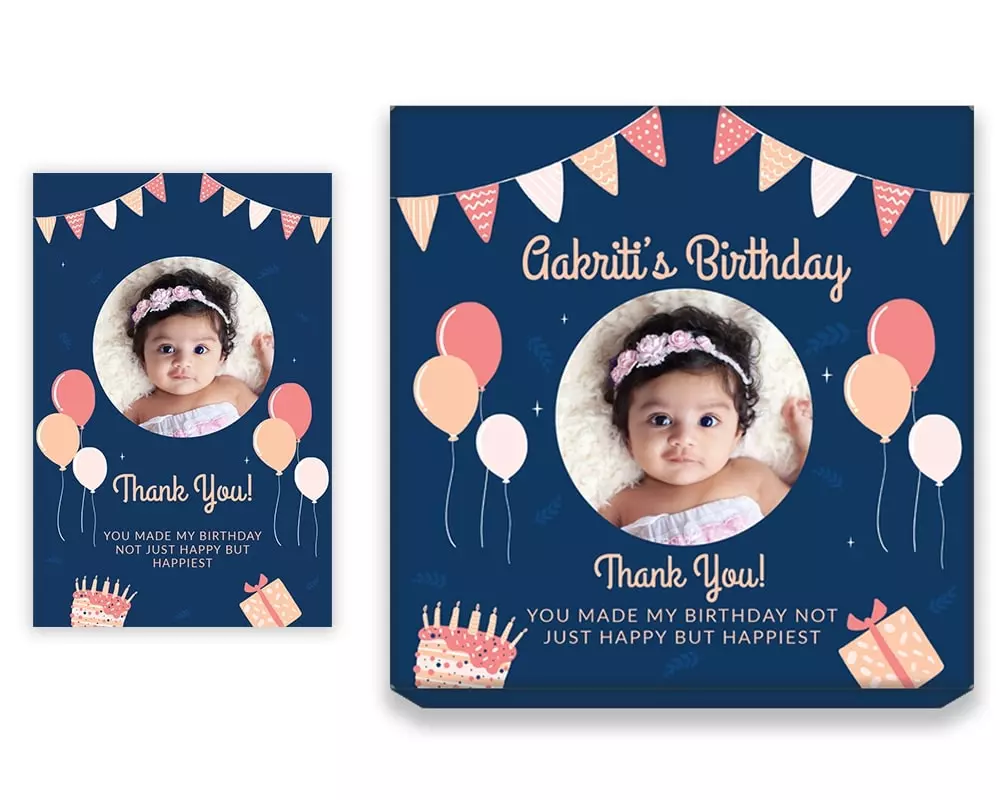 Thank You!
YOU MADE MY BIRTHDAY
NOT JUST HAPPY BUT
HAPPIEST
Aakriti's Birthday
Thank You!
YOU MADE MY BIRTHDAY NOT
JUST HAPPY BUT HAPPIEST